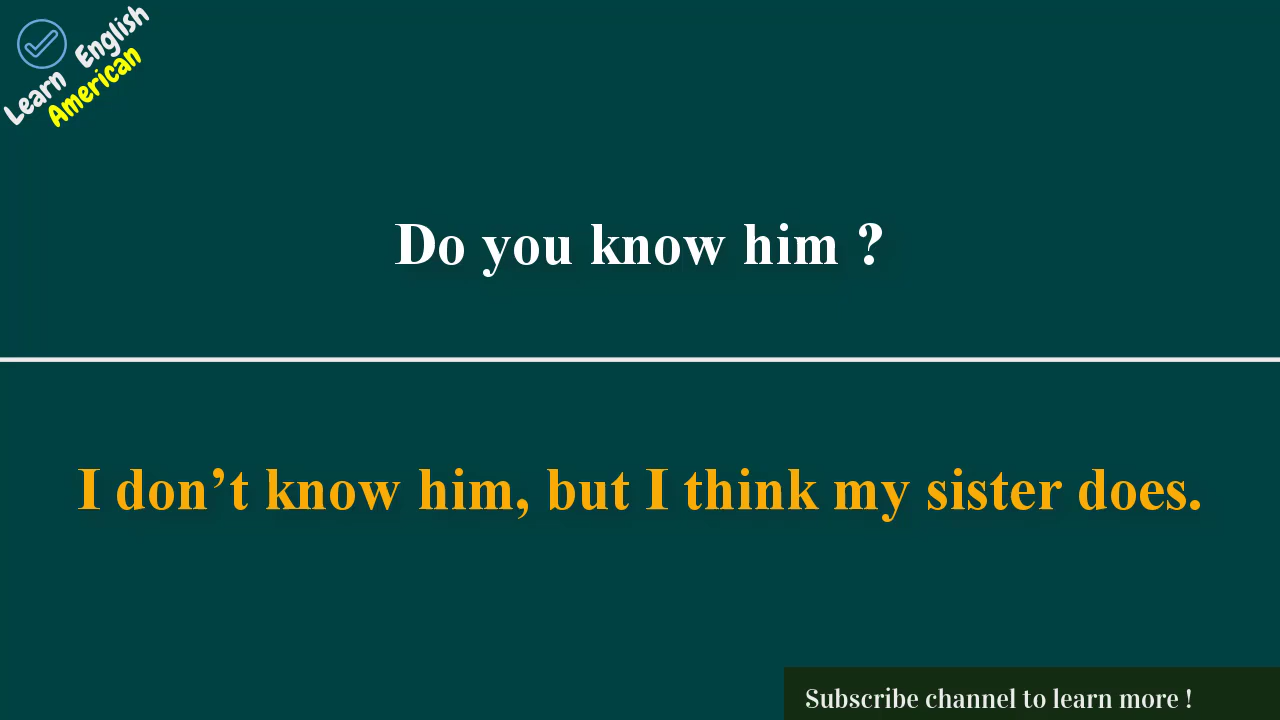 Learn English
American
Do you know him ?
I don’t know him, but I think my sister does.
Subscribe channel to learn more !